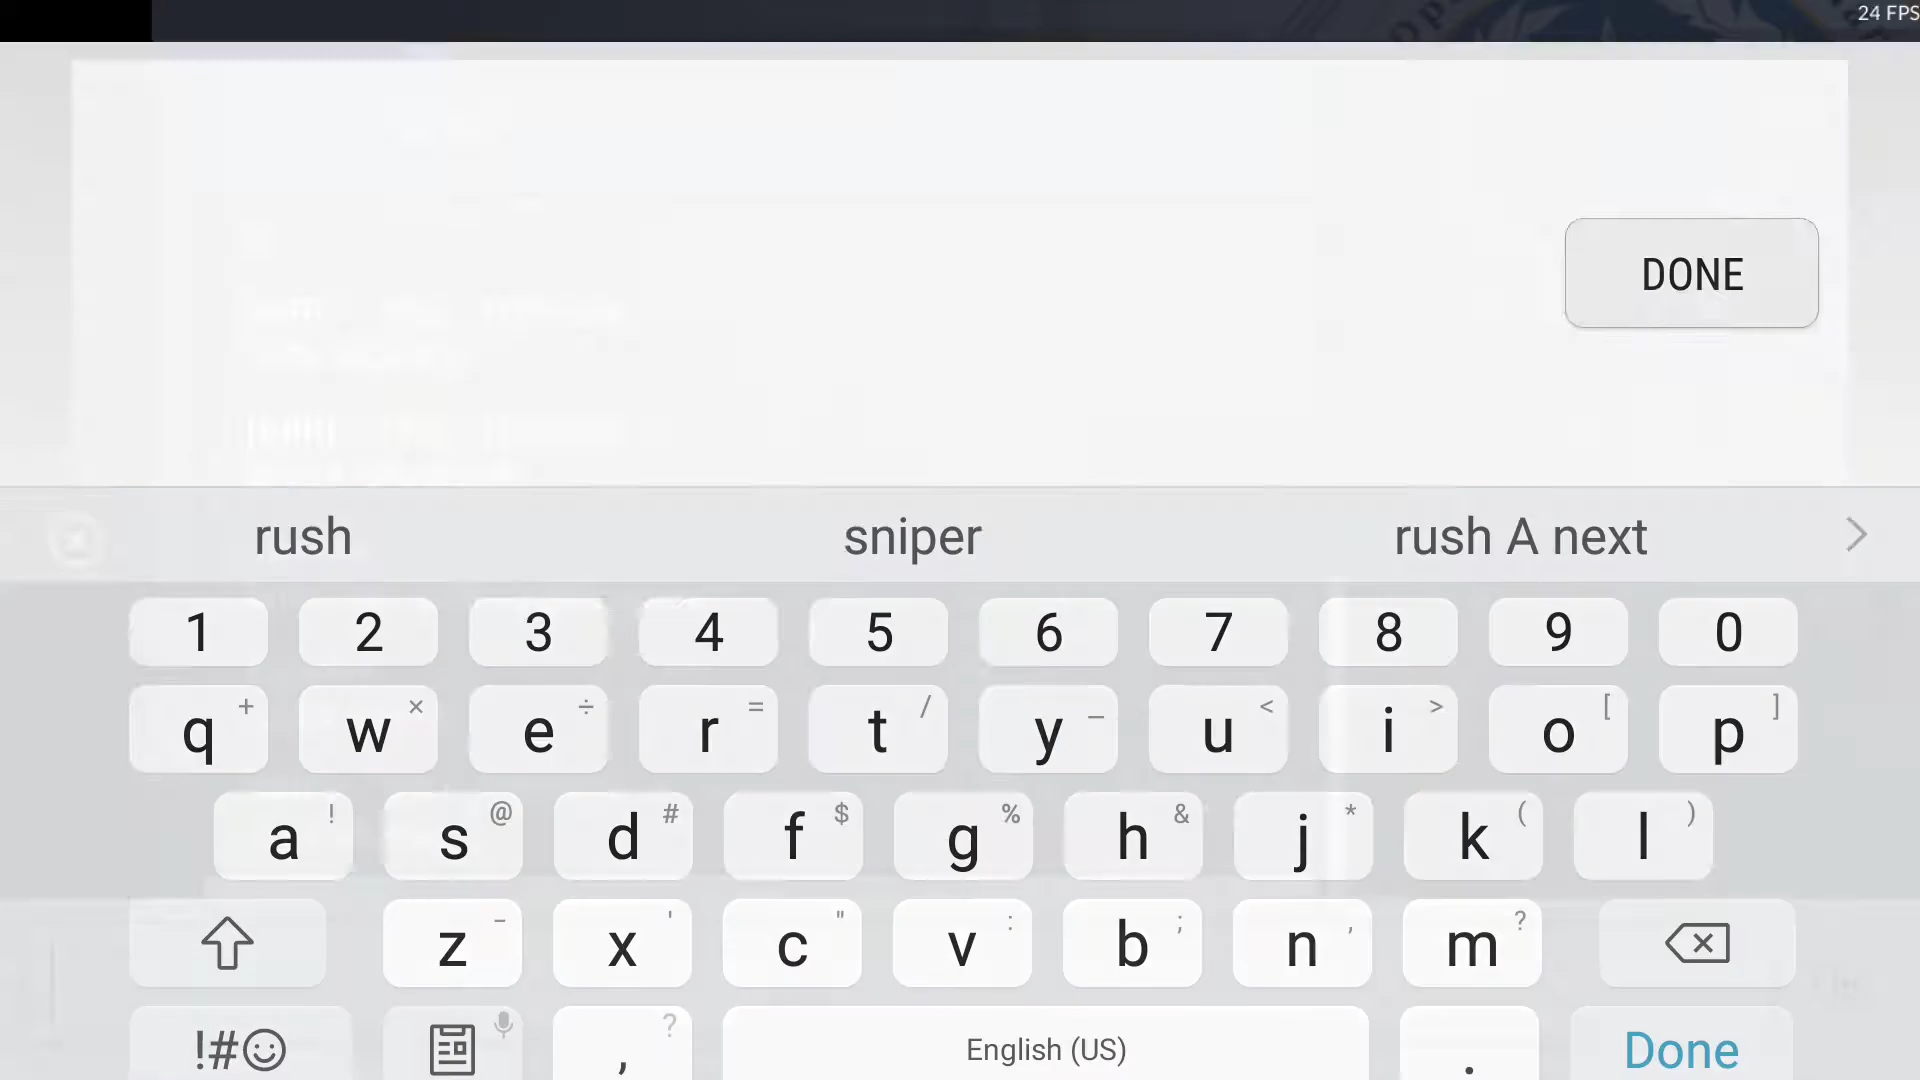 24 FPS
DONE
rush sniper rush A next
1 2 3 4 5 6 7 8 9 0
q + w × e ÷ r = t / y _ u < i > o [ p ]
a ! s @ d # f $ g % h & j * k ( l )
z - x ' c " v : b ; n , m ?
!# , ? English (US) . Done